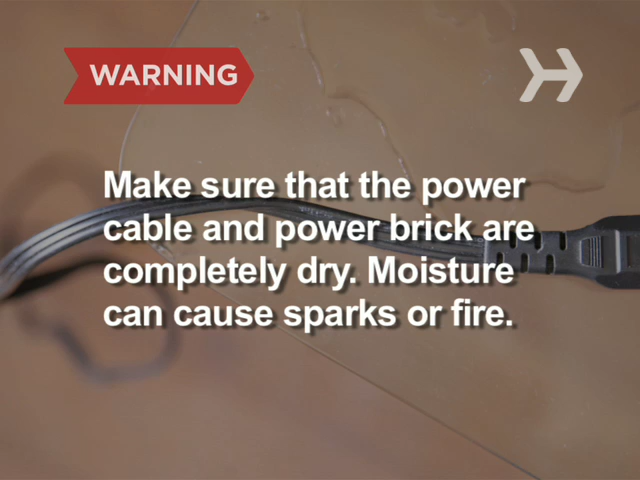 WARNING
Make sure that the power
cable and power brick are
completely dry. Moisture
can cause sparks or fire.